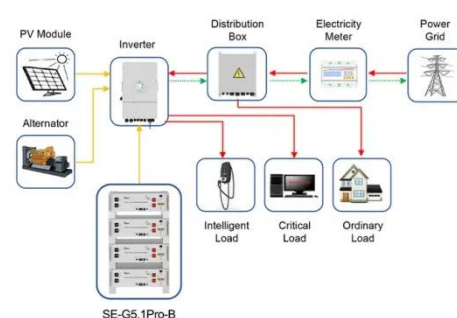 PV Module
Inverter
Distribution
Box
Electricity
Meter
Power
Grid
Alternator
Intelligent
Load
Critical
Load
Ordinary
Load
SE-G5.1Pro-B